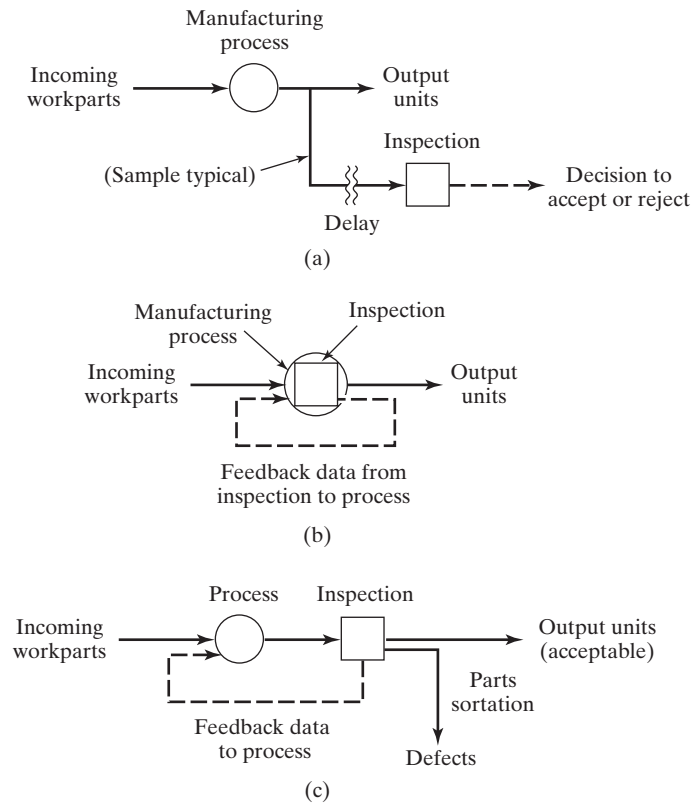 Manufacturing
process
Incoming
workparts
Output
units
Inspection
(Sample typical)
Decision to
accept or reject
Delay
(a)
Manufacturing
process
Inspection
Incoming
workparts
Output
units
Feedback data from
inspection to process
(b)
Process
Inspection
Incoming
workparts
Output units
(acceptable)
Parts
sortation
Feedback data
to process
Defects
(c)